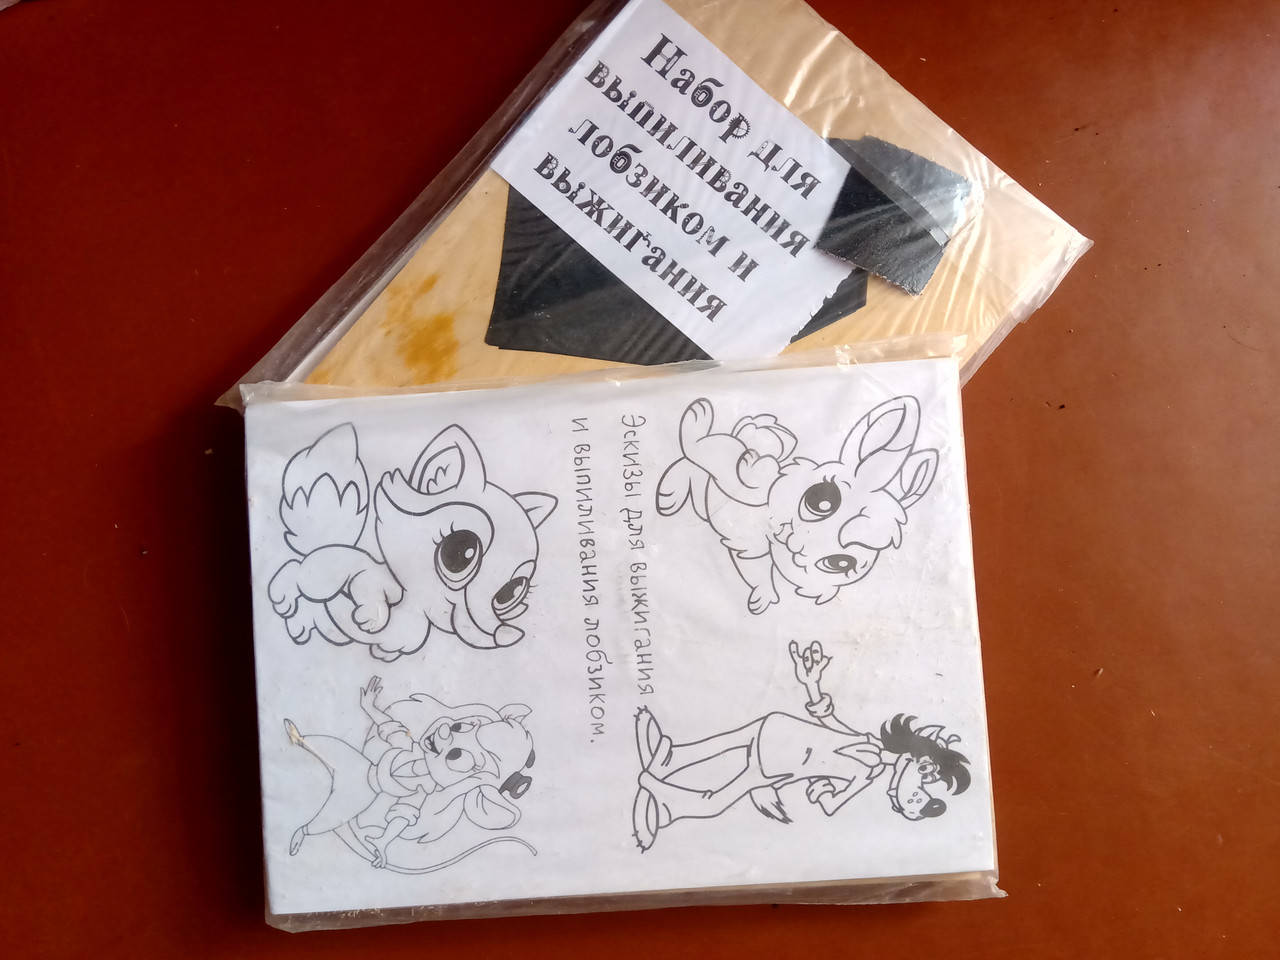 Набор для
выпиливания
лобзиком и
выжигания
Эскизы для выжигания
и выпиливания лобзиком.